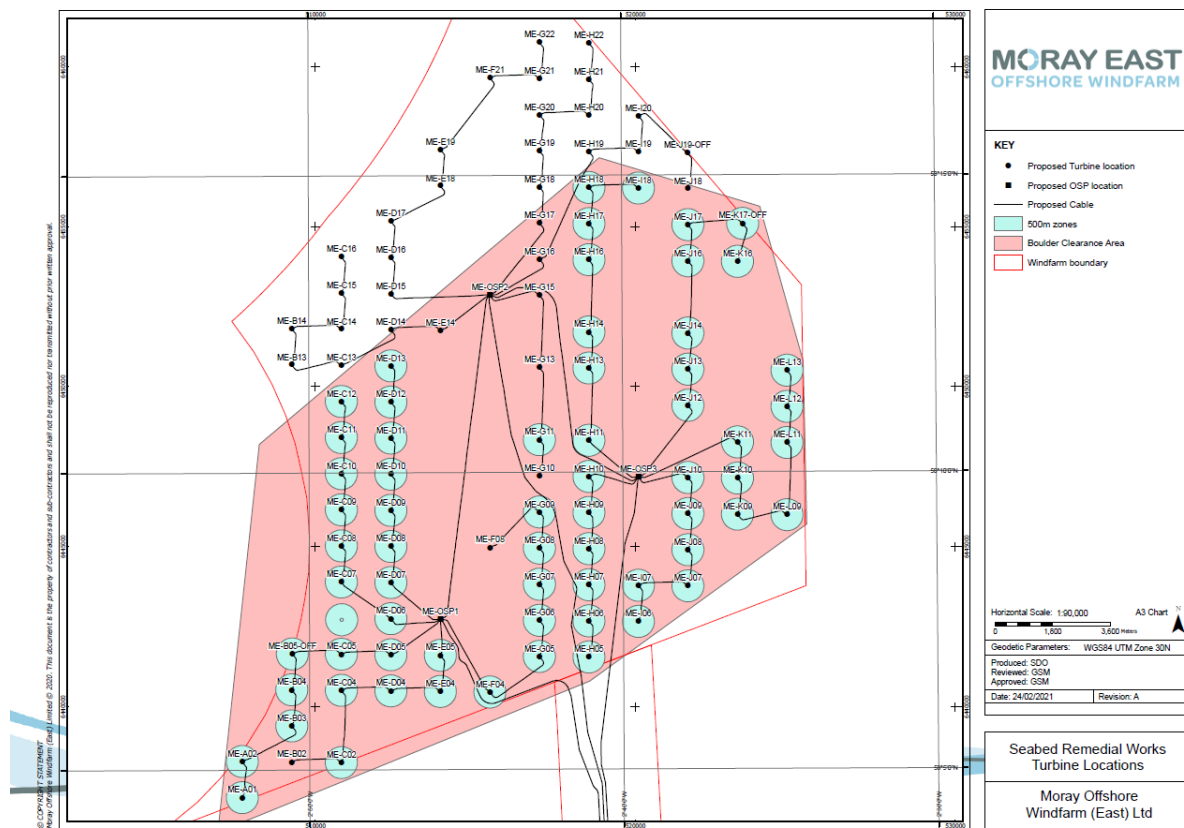 510000
520000
530000
ME-G22
ME-H22
6460000
6460000
ME-F21
ME-G21
ME-H21
ME-G20
ME-H20
ME-I20
ME-E19
ME-G19
ME-H19
ME-I19
ME-J19-OFF
ME-E18
ME-G18
ME-H18
ME-I18
ME-J18
ME-D17
ME-G17
ME-H17
ME-J17
ME-K17-OFF
6455000
6455000
ME-C16
ME-D16
ME-G16
ME-H16
ME-J16
ME-K16
ME-C15
ME-D15
ME-OSP2
ME-G15
ME-B14
ME-C14
ME-D14
ME-E14
ME-H14
ME-J14
ME-B13
ME-C13
ME-D13
ME-G13
ME-H13
ME-J13
ME-L13
6450000
6450000
ME-C12
ME-D12
ME-J12
ME-L12
ME-C11
ME-D11
ME-G11
ME-H11
ME-K11
ME-L11
ME-C10
ME-D10
ME-G10
ME-H10
ME-OSP3
ME-J10
ME-K10
ME-C09
ME-D09
ME-G09
ME-H09
ME-J09
ME-K09
ME-L09
6445000
6445000
ME-C08
ME-D08
ME-F08
ME-G08
ME-H08
ME-J08
ME-C07
ME-D07
ME-G07
ME-H07
ME-I07
ME-J07
ME-D06
ME-OSP1
ME-G06
ME-H06
ME-I06
ME-B05-OFF
ME-C05
ME-D05
ME-E05
ME-G05
ME-H05
ME-B04
ME-C04
ME-D04
ME-E04
ME-F04
6440000
6440000
ME-B03
ME-A02
ME-B02
ME-C02
ME-A01
510000
520000
530000
© COPYRIGHT STATEMENT
Moray Offshore Windfarm (East) Limited © 2020. This document is the property of contractors and sub-contractors and shall not be reproduced nor transmitted without prior written approval.
MORAY EAST
OFFSHORE WINDFARM
KEY
Proposed Turbine location
Proposed OSP location
Proposed Cable
500m zones
Boulder Clearance Area
Windfarm boundary
Horizontal Scale: 1:90,000 A3 Chart N
0 1,800 3,600 Meters
Geodetic Parameters: WGS84 UTM Zone 30N
Produced: SDO
Reviewed: GSM
Approved: GSM
Date: 24/02/2021 Revision: A
Seabed Remedial Works
Turbine Locations
Moray Offshore
Windfarm (East) Ltd